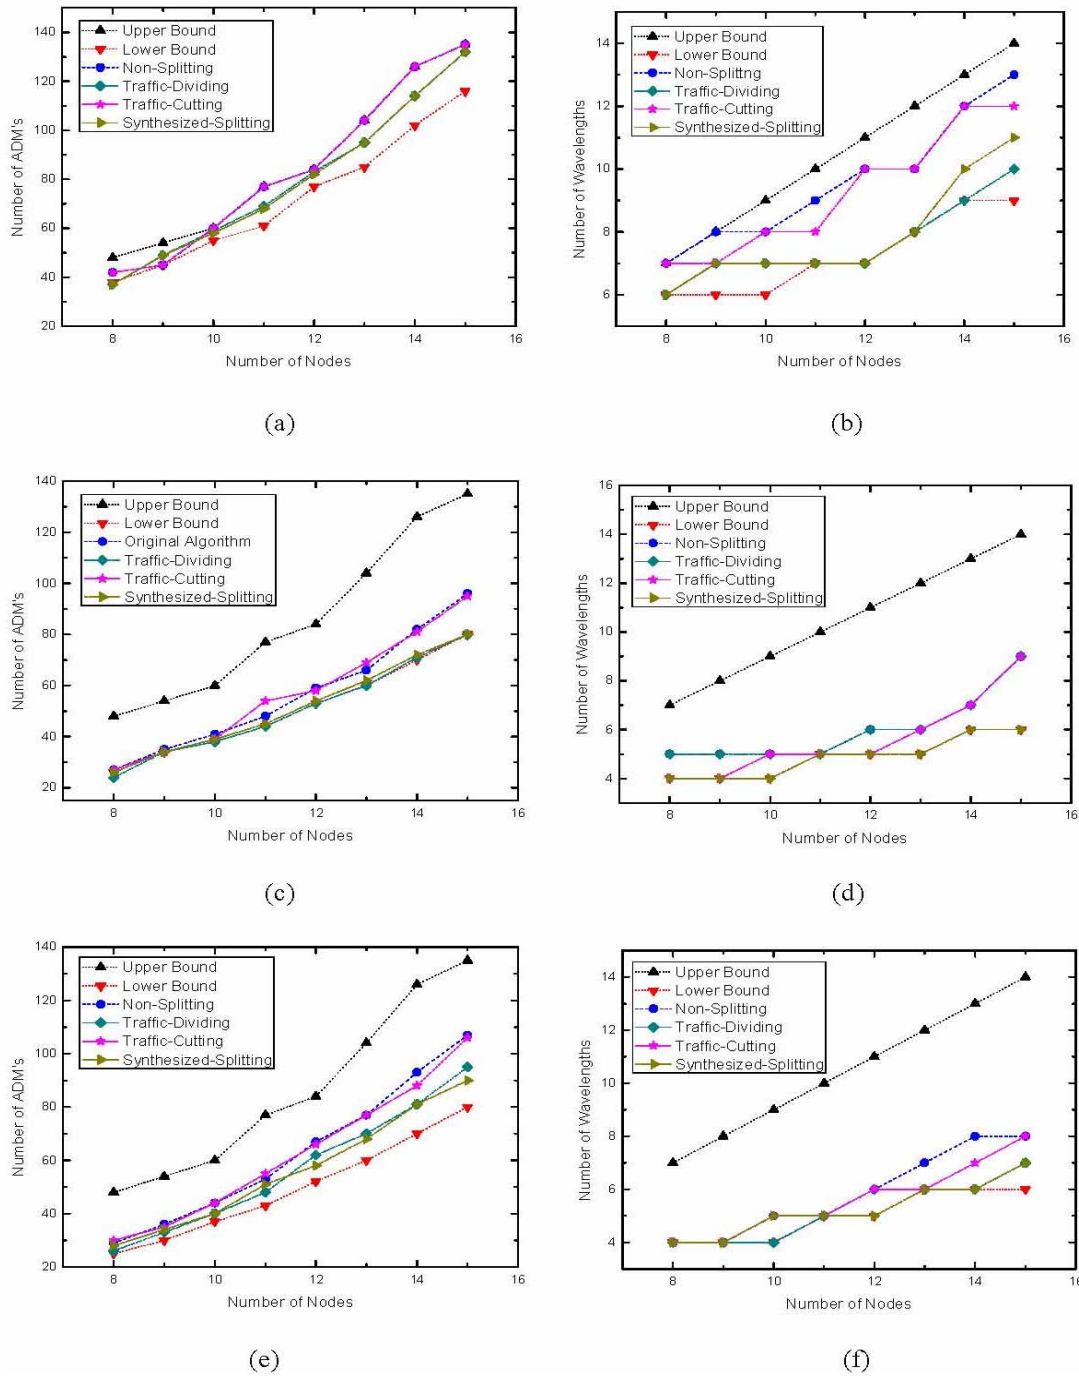 140
120
100
80
60
40
20
8
10
12
14
16
Number of ADM's
Number of Nodes
Upper Bound
Lower Bound
Non-Splitting
Traffic-Dividing
Traffic-Cutting
Synthesized-Splitting
(a)
14
12
10
8
6
8
10
12
14
16
Number of Wavelengths
Number of Nodes
Upper Bound
Lower Bound
Non-Splittng
Traffic-Dividing
Traffic-Cutting
Synthesized-Splitting
(b)
140
120
100
80
60
40
20
8
10
12
14
16
Number of ADM's
Number of Nodes
Upper Bound
Lower Bound
Original Algorithm
Traffic-Dividing
Traffic-Cutting
Synthesized-Splitting
(c)
16
14
12
10
8
6
4
8
10
12
14
16
Number of Wavelengths
Number of Nodes
Upper Bound
Lower Bound
Non-Splitting
Traffic-Dividing
Traffic-Cutting
Synthesized-Splitting
(d)
140
120
100
80
60
40
20
8
10
12
14
16
Number of ADM's
Number of Nodes
Upper Bound
Lower Bound
Non-Splitting
Traffic-Dividing
Traffic-Cutting
Synthesized-Splitting
(e)
14
12
10
8
6
4
8
10
12
14
16
Number of Wavelengths
Number of Nodes
Upper Bound
Lower Bound
Non-Splitting
Traffic-Dividing
Traffic-Cutting
Synthesized-Splitting
(f)